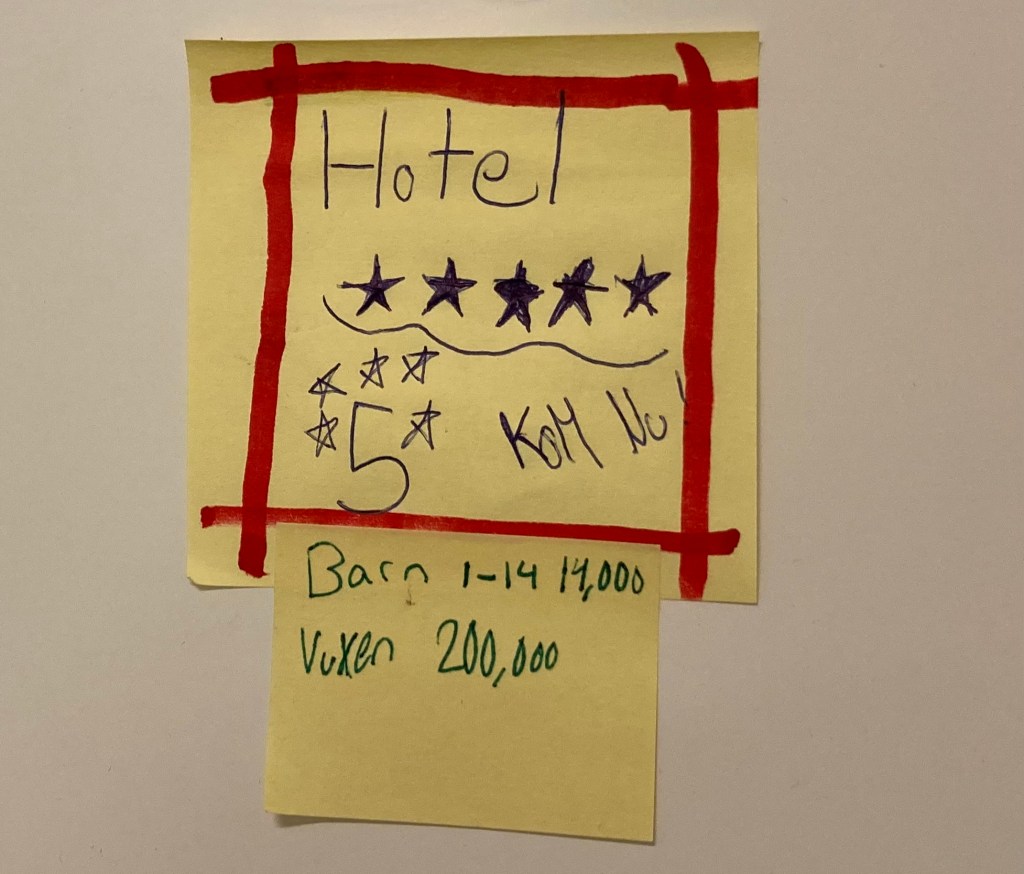 Hotel
5 KoM Nu!
Barn 1-14 14,000
Vuxen 200,000